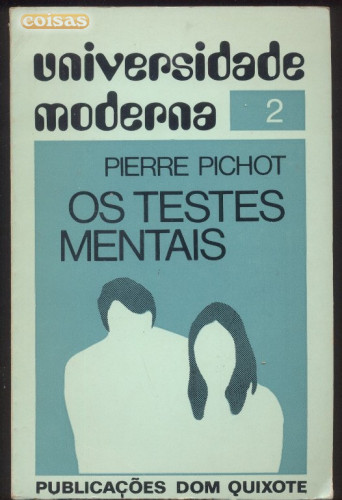 coisas
universidade
moderna
2
PIERRE PICHOT
OS TESTES
MENTAIS
PUBLICAÇÕES DOM QUIXOTE